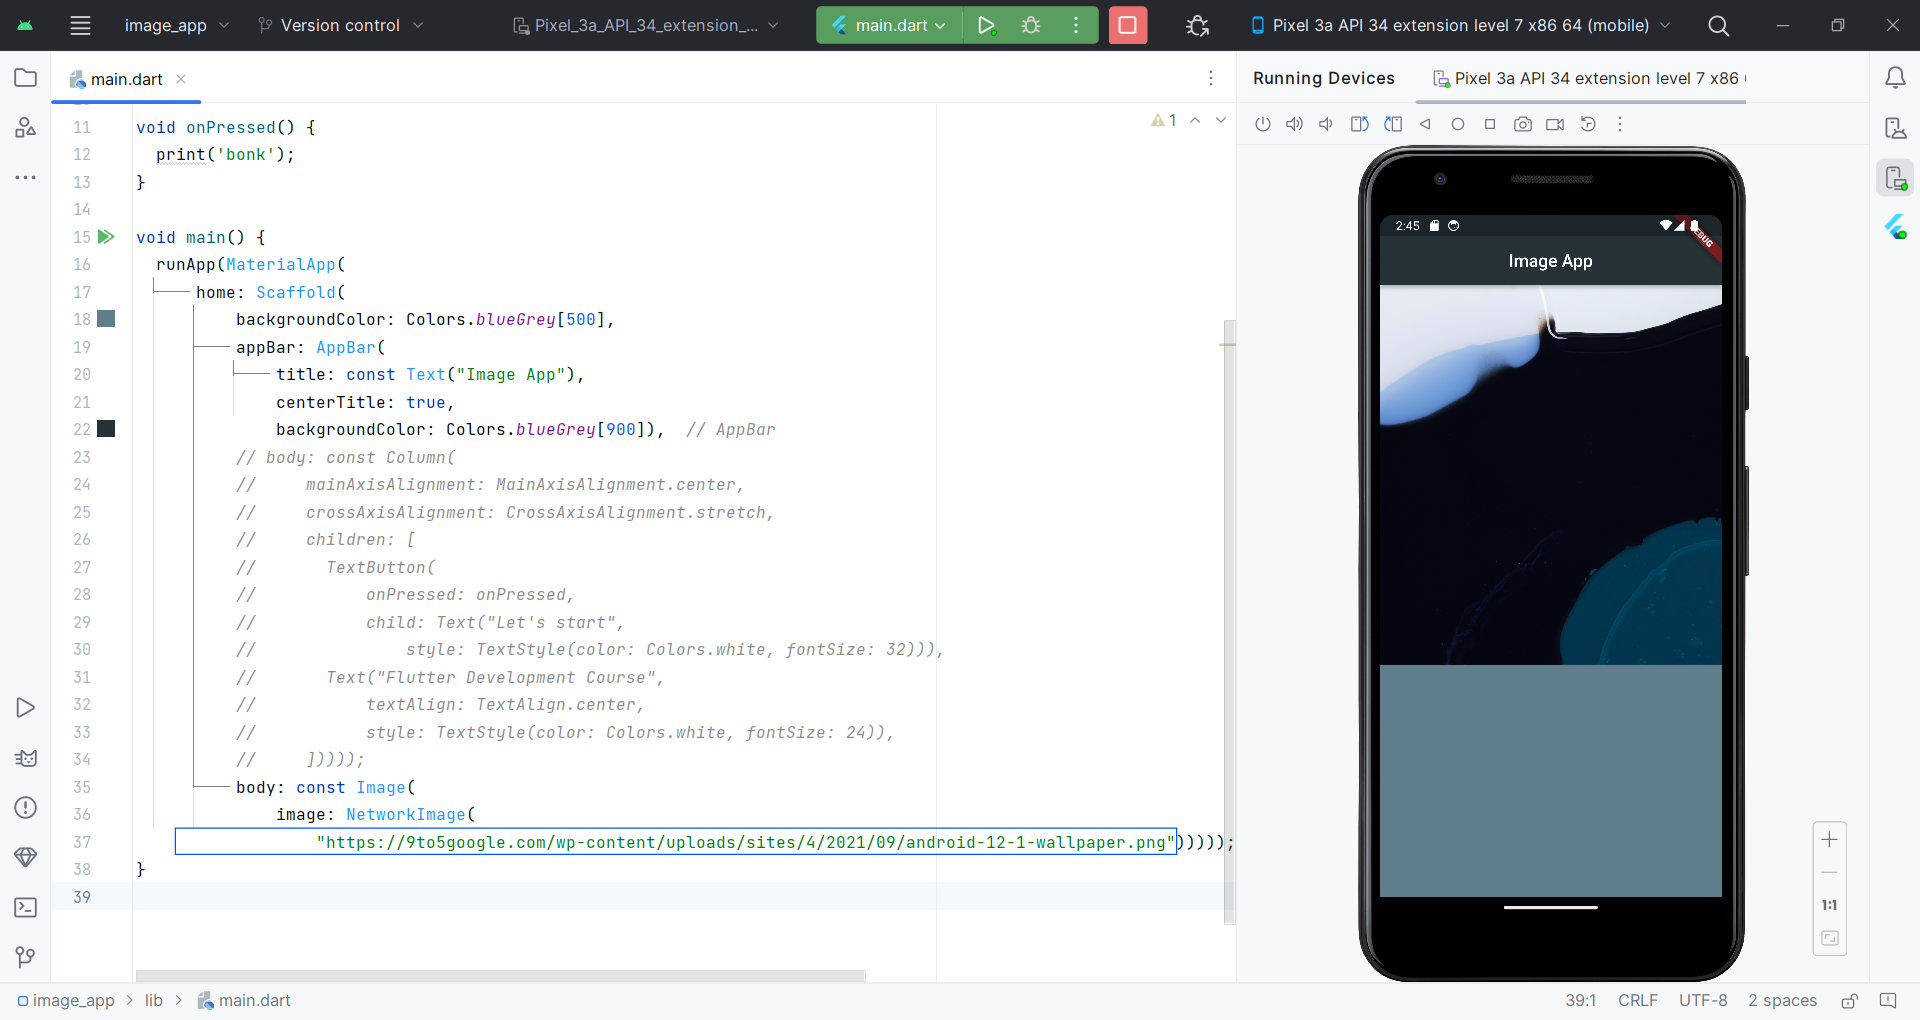 image_app
Version control
Pixel_3a_API_34_extension_...
main.dart
Pixel 3a API 34 extension level 7 x86 64 (mobile)
main.dart
Running Devices
Pixel 3a API 34 extension level 7 x86
1
11 void onPressed() {
12 print('bonk');
13 }
14
15 void main() {
16 runApp(MaterialApp(
17 home: Scaffold(
18 backgroundColor: Colors.blueGrey[500],
19 appBar: AppBar(
20 title: const Text("Image App"),
21 centerTitle: true,
22 backgroundColor: Colors.blueGrey[900]), // AppBar
23 // body: const Column(
24 // mainAxisAlignment: MainAxisAlignment.center,
25 // crossAxisAlignment: CrossAxisAlignment.stretch,
26 // children: [
27 // TextButton(
28 // onPressed: onPressed,
29 // child: Text("Let's start",
30 // style: TextStyle(color: Colors.white, fontSize: 32))),
31 // Text("Flutter Development Course",
32 // textAlign: TextAlign.center,
33 // style: TextStyle(color: Colors.white, fontSize: 24)),
34 // ]))));
35 body: const Image(
36 image: NetworkImage(
37 "https://9to5google.com/wp-content/uploads/sites/4/2021/09/android-12-1-wallpaper.png")))));
38 }
39
2:45
DEBUG
Image App
1:1
image_app > lib > main.dart
39:1 CRLF UTF-8 2 spaces